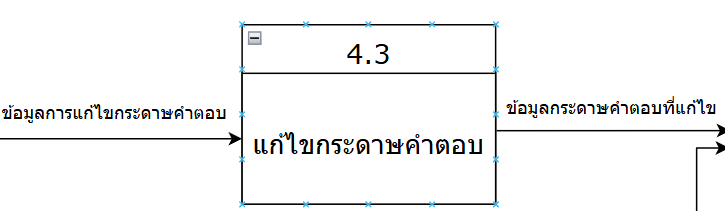 4.3
ข้อมูลการแก้ไขกระดาษคำตอบ
แก้ไขกระดาษคำตอบ
ข้อมูลกระดาษคำตอบที่แก้ไข